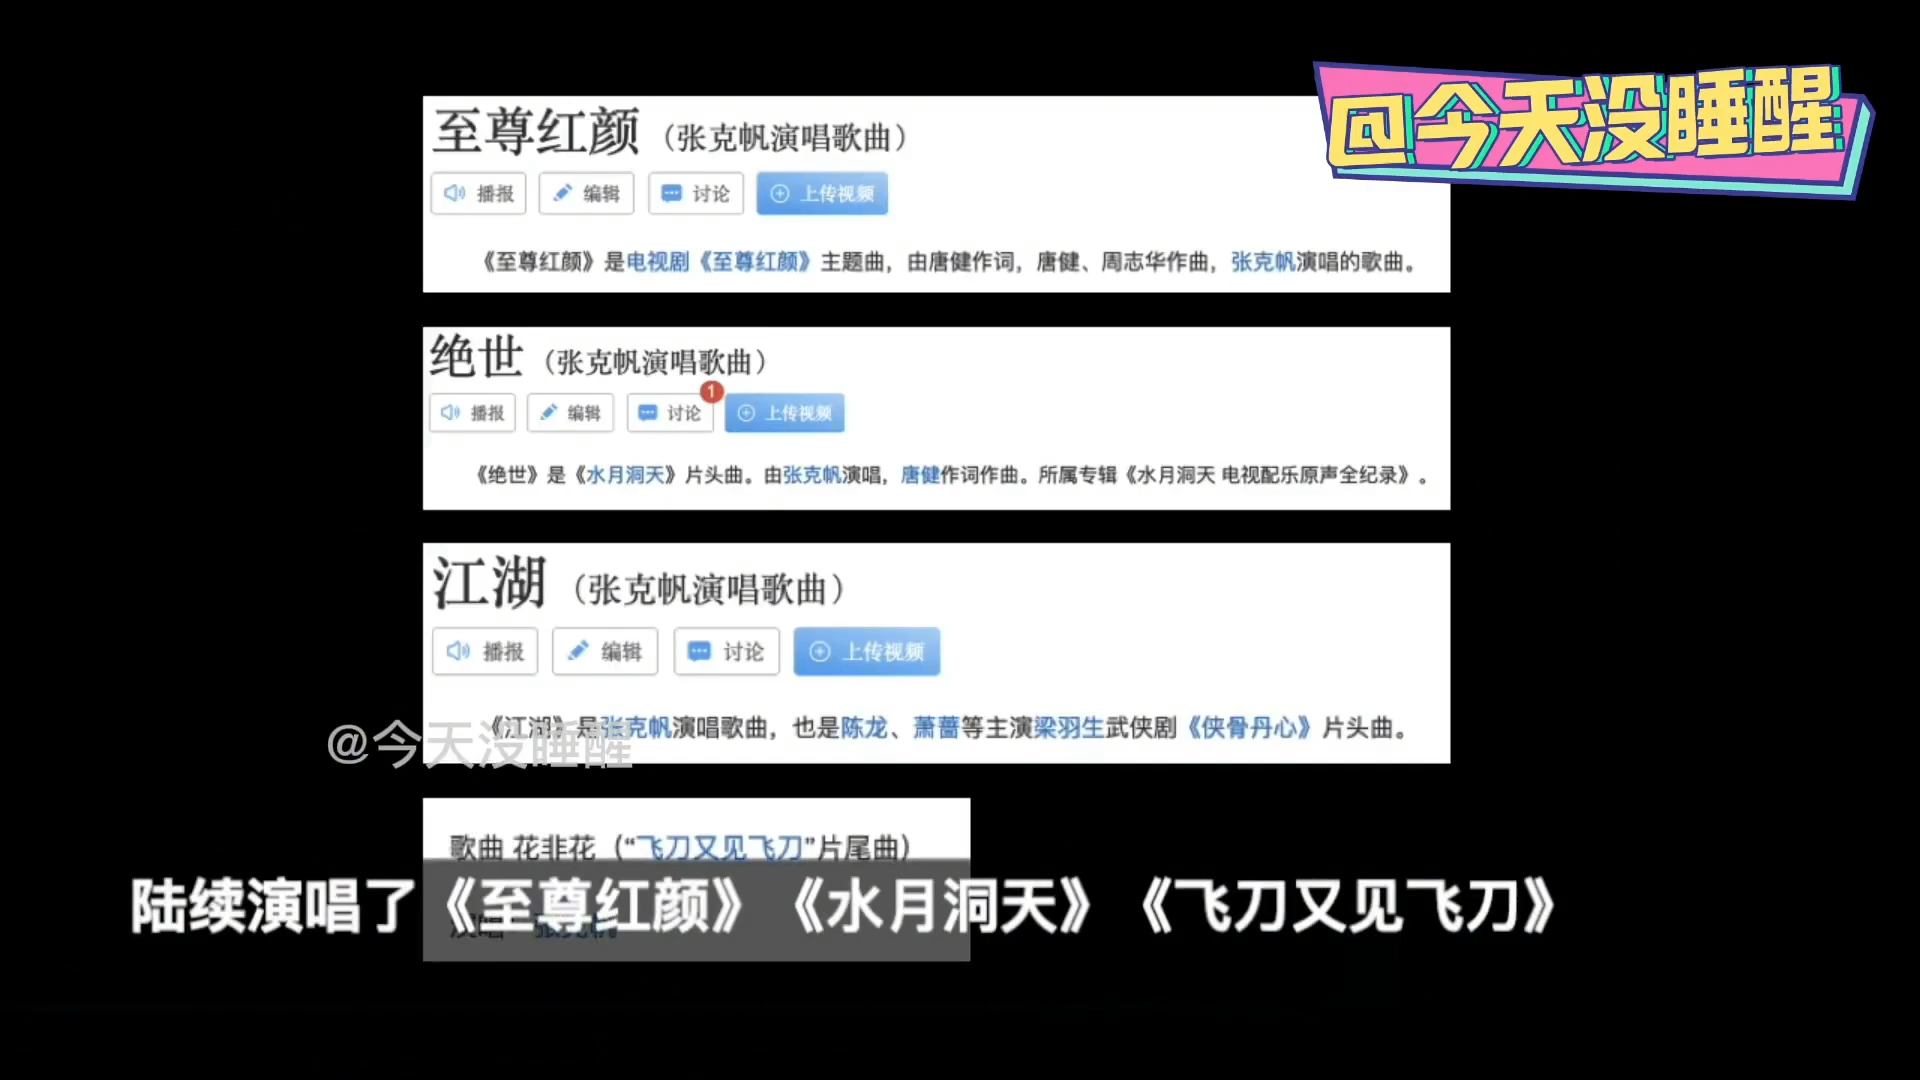 @今天没睡醒
至尊红颜（张克帆演唱歌曲）
播报 编辑 讨论 上传视频
《至尊红颜》是电视剧《至尊红颜》主题曲，由唐健作词，唐健、周志华作曲，张克帆演唱的歌曲。
绝世（张克帆演唱歌曲）
播报 编辑 讨论 1 上传视频
《绝世》是《水月洞天》片头曲。由张克帆演唱，唐健作词作曲。所属专辑《水月洞天 电视配乐原声全纪录》。
江湖（张克帆演唱歌曲）
播报 编辑 讨论 上传视频
《江湖》是张克帆演唱歌曲，也是陈龙、萧蔷等主演梁羽生武侠剧《侠骨丹心》片头曲。
@今天没睡醒
歌曲 花非花（“飞刀又见飞刀”片尾曲）
陆续演唱了《至尊红颜》《水月洞天》《飞刀又见飞刀》